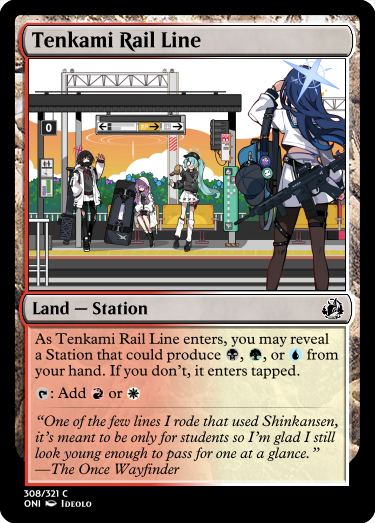 Tenkami Rail Line
0
Land — Station
As Tenkami Rail Line enters, you may reveal
a Station that could produce , , or from
your hand. If you don’t, it enters tapped.
: Add or
“One of the few lines I rode that used Shinkansen,
it’s meant to be only for students so I’m glad I still
look young enough to pass for one at a glance.”
—The Once Wayfinder
308/321 C
ONI Ideolo